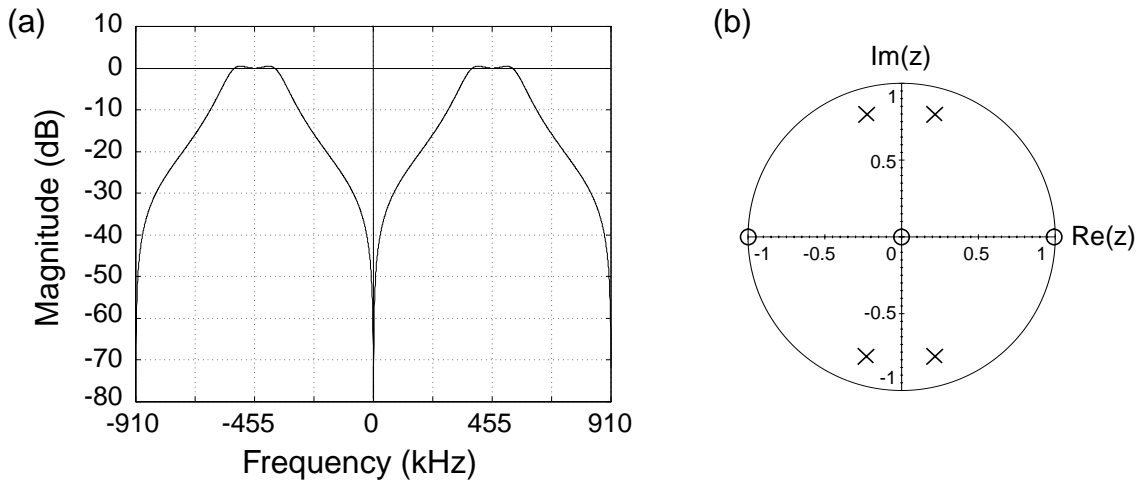 (a)
Magnitude (dB)
10
0
-10
-20
-30
-40
-50
-60
-70
-80
-910 -455 0 455 910
Frequency (kHz)
(b)
Im(z)
1
0.5
-1 -0.5 0 0.5 1 Re(z)
-0.5
-1